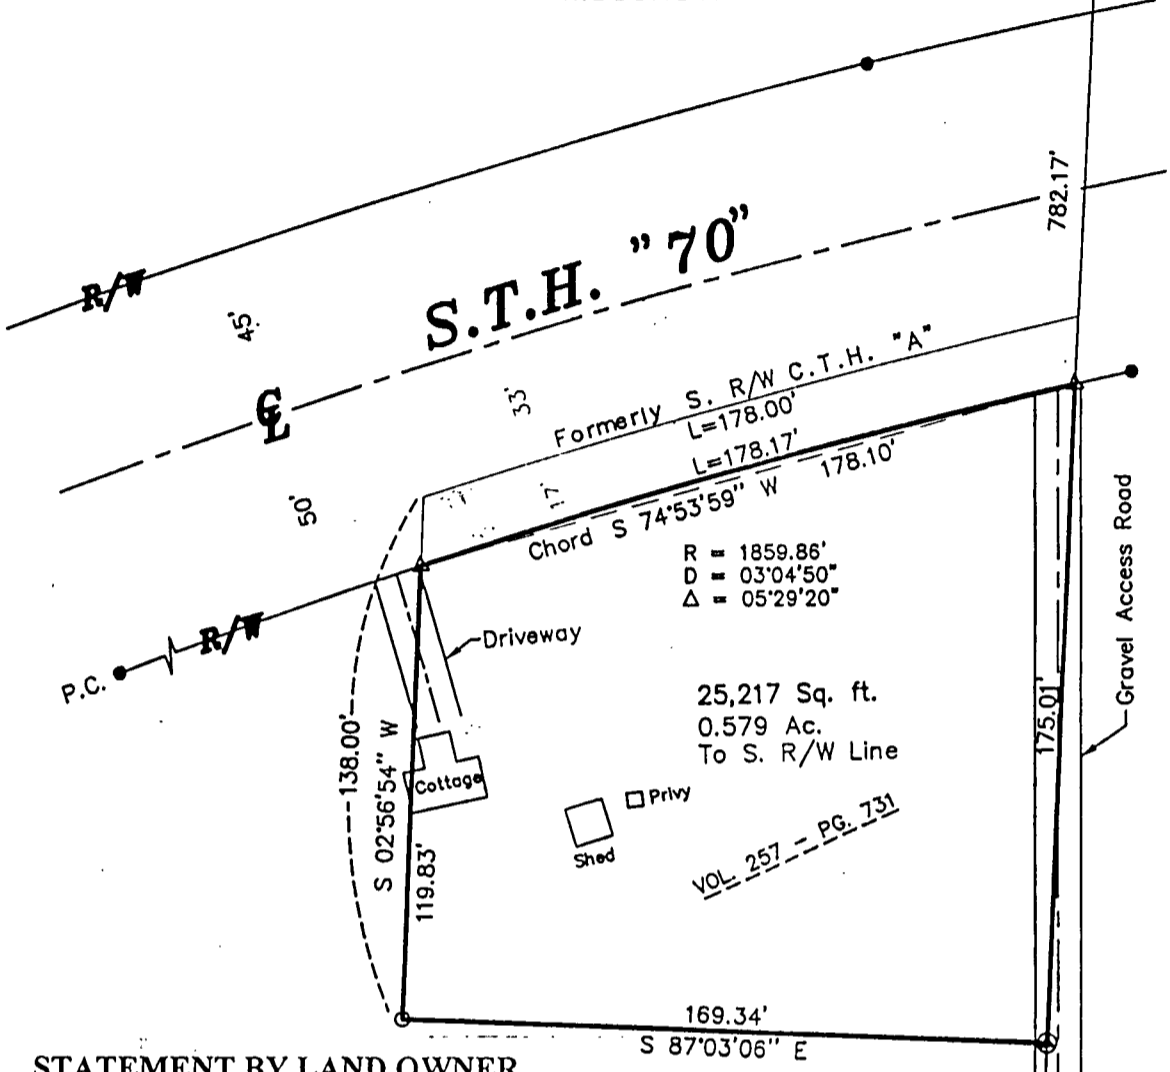 782.17'
R/W
45'
S.T.H. "70"
CL
33'
Formerly S. R/W C.T.H. "A"
L=178.00'
L=178.17'
178.10'
17'
Chord S 74°53'59" W
50'
R = 1859.86'
D = 03°04'50"
Δ = 05°29'20"
R/W
P.C.
Driveway
Gravel Access Road
25,217 Sq. ft.
0.579 Ac.
To S. R/W Line
175.01'
138.00'
S 02°56'54" W
119.83'
Cottage
Privy
Shed
VOL. 257 - PG. 731
169.34'
S 87°03'06" E
STATEMENT BY LAND OWNER